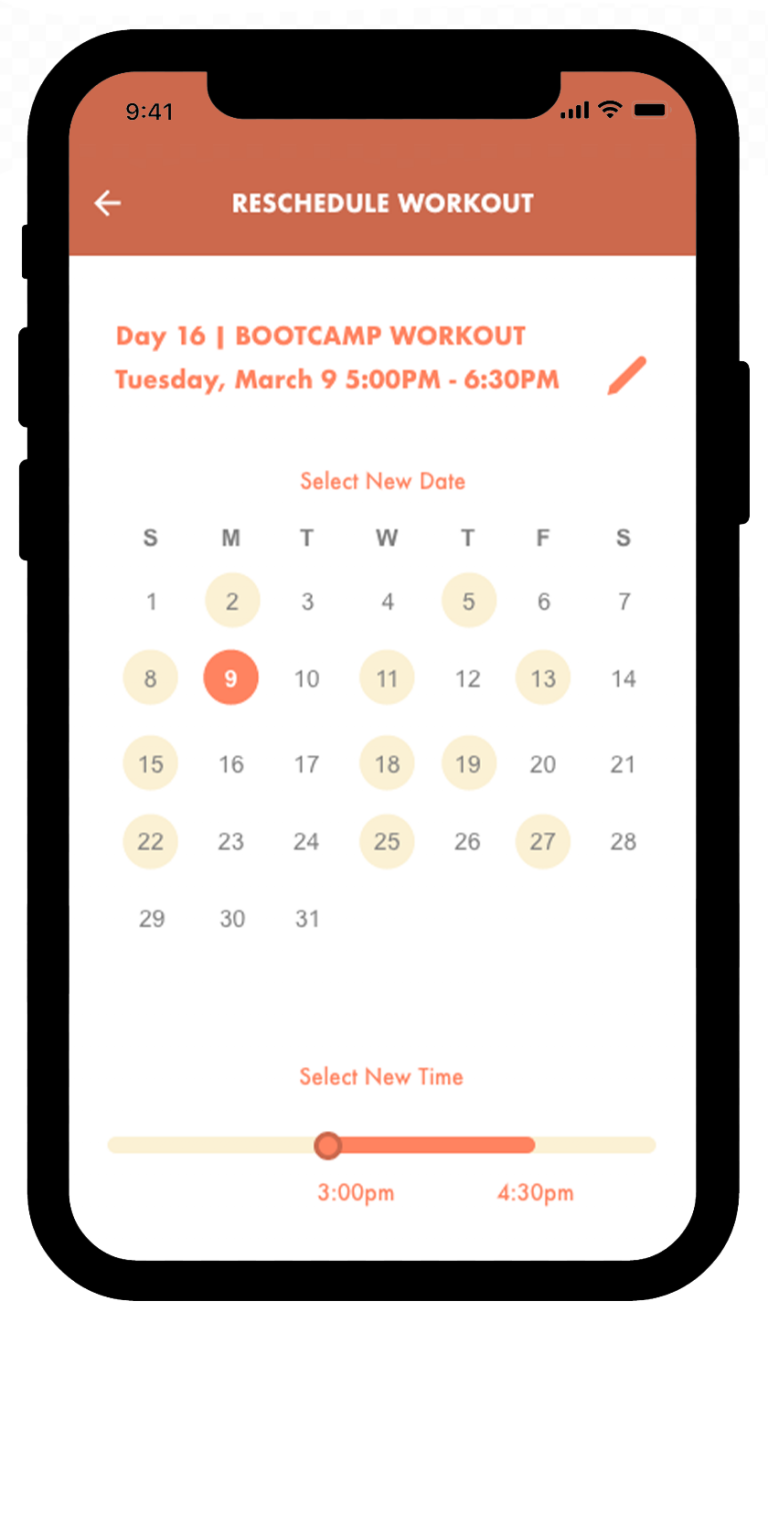 9:41
RESCHEDULE WORKOUT
Day 16 | BOOTCAMP WORKOUT
Tuesday, March 9 5:00PM - 6:30PM
Select New Date
S M T W T F S
1 2 3 4 5 6 7
8 9 10 11 12 13 14
15 16 17 18 19 20 21
22 23 24 25 26 27 28
29 30 31
Select New Time
3:00pm 4:30pm